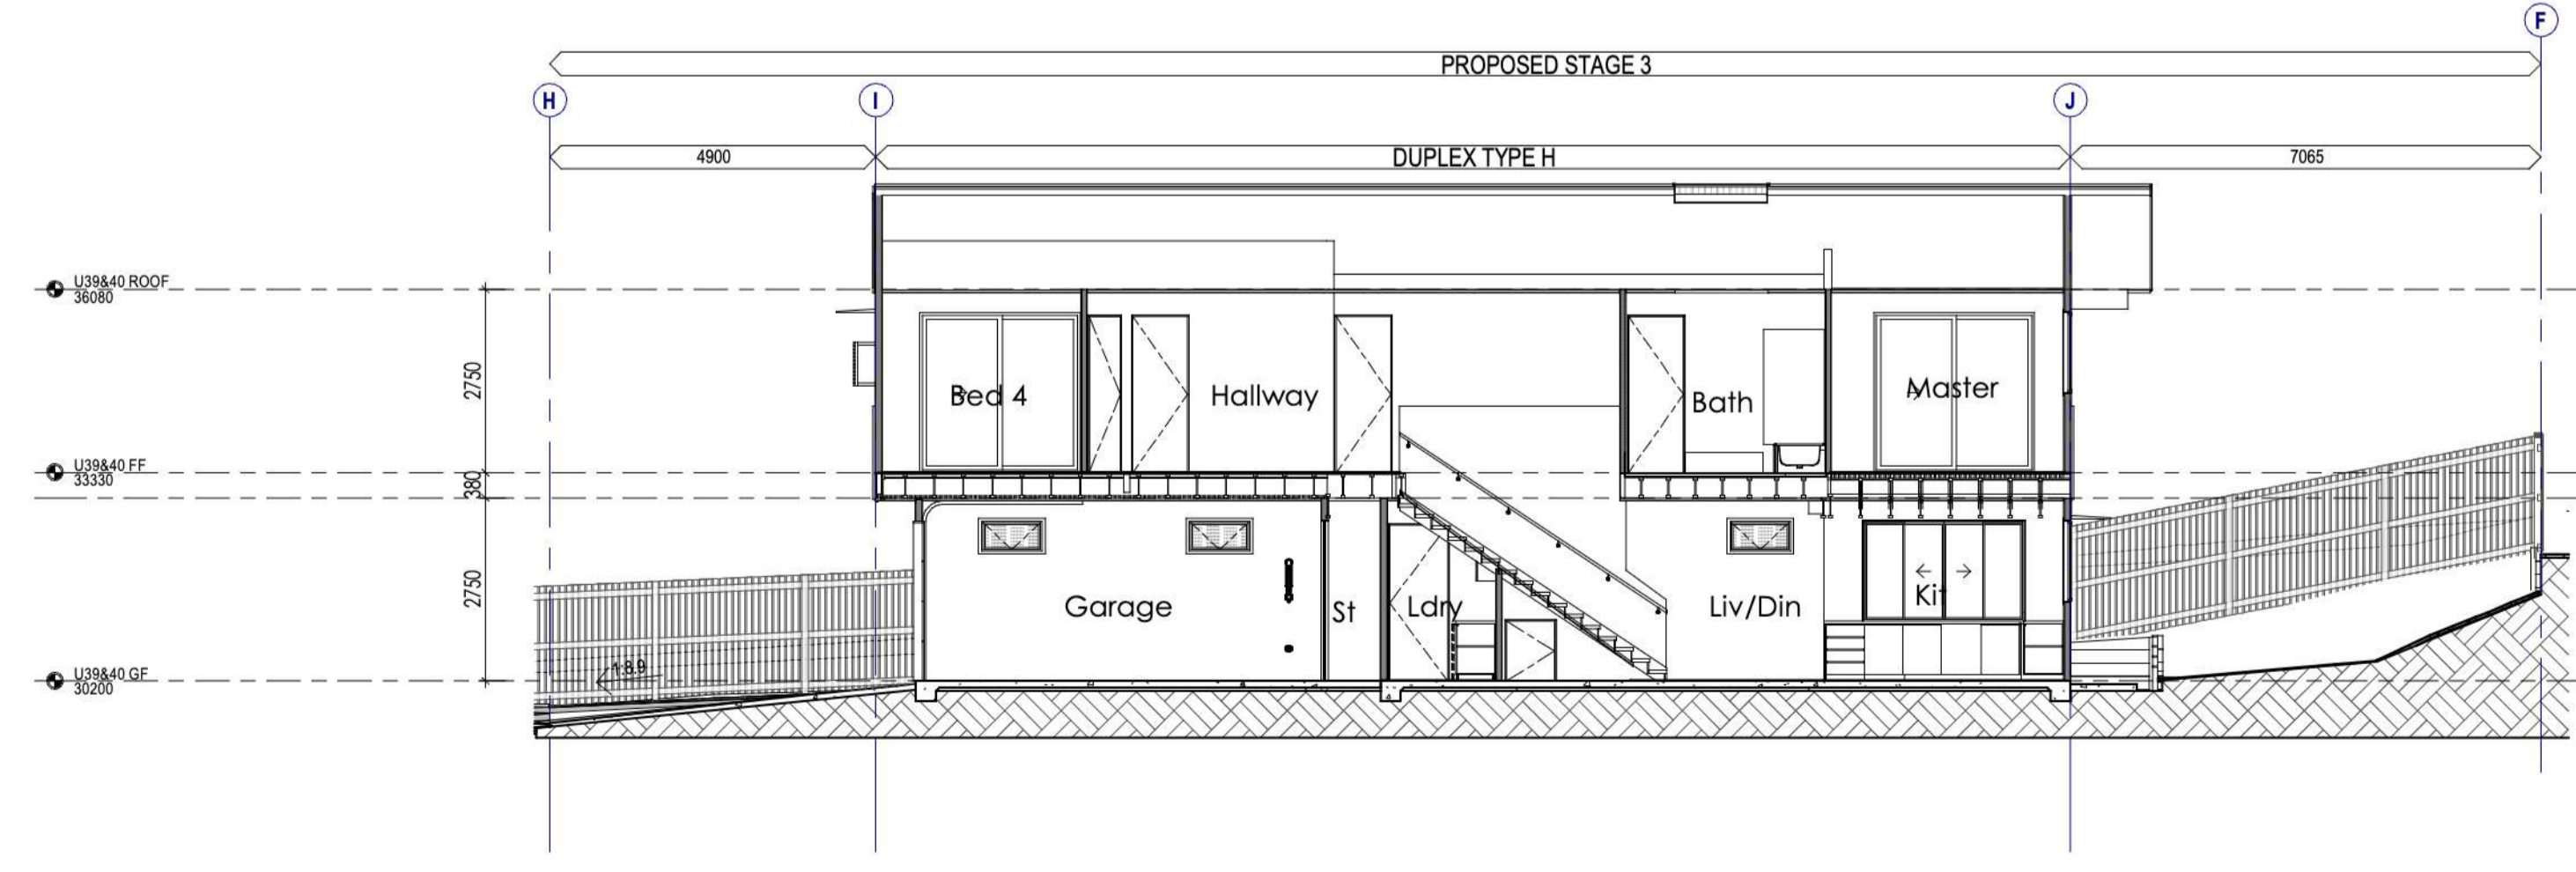 F
PROPOSED STAGE 3
H
I
J
4900
DUPLEX TYPE H
7065
U39&40 ROOF
36080
2750
Bed 4
Hallway
Bath
Master
U39&40 FF
33330
380
2750
Garage
St
Ldry
Liv/Din
Kit
1:8.9
U39&40 GF
30200